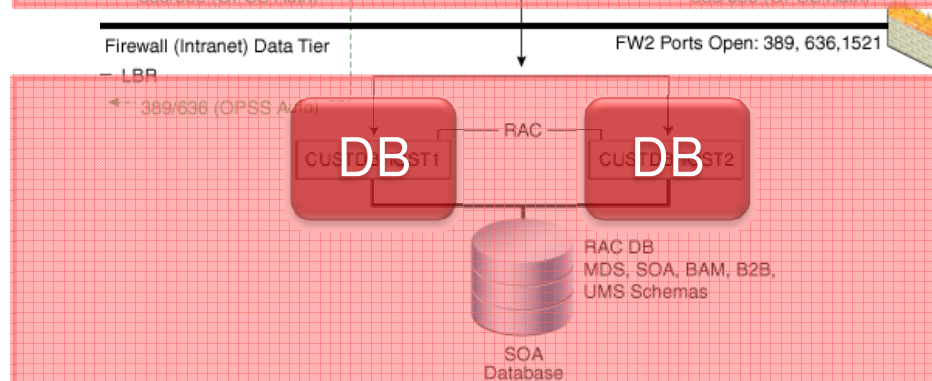 Firewall (Intranet) Data Tier
FW2 Ports Open: 389, 636,1521
LBR
389/636 (OPSS Auth)
RAC
DB
DB
RAC DB
MDS, SOA, BAM, B2B,
UMS Schemas
SOA
Database